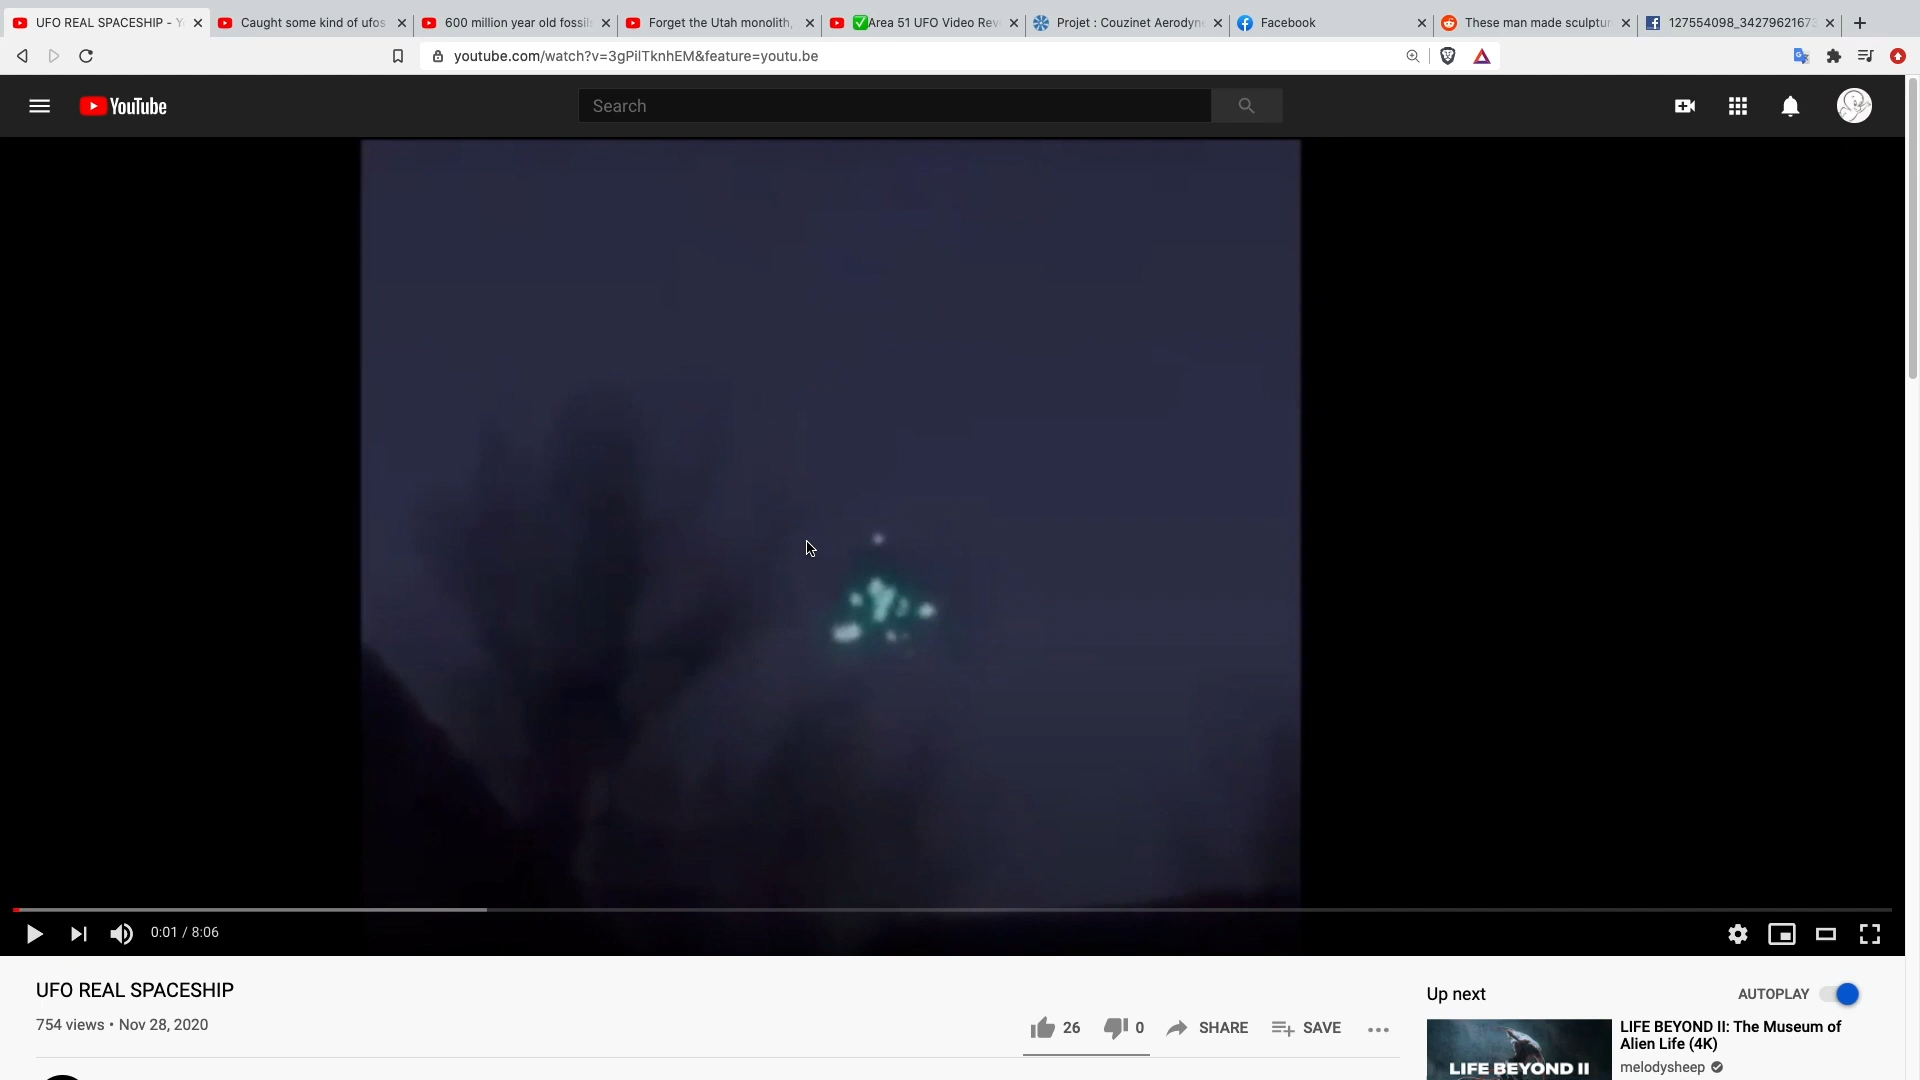 UFO REAL SPACESHIP - Y
Caught some kind of ufos
600 million year old fossils
Forget the Utah monolith,
Area 51 UFO Video Rev
Projet : Couzinet Aerodyne
Facebook
These man made sculptur
127554098_34279621673
youtube.com/watch?v=3gPilTknhEM&feature=youtu.be
YouTube
Search
0:01 / 8:06
UFO REAL SPACESHIP
754 views • Nov 28, 2020
26
0
SHARE
SAVE
Up next
AUTOPLAY
LIFE BEYOND II
LIFE BEYOND II: The Museum of
Alien Life (4K)
melodysheep